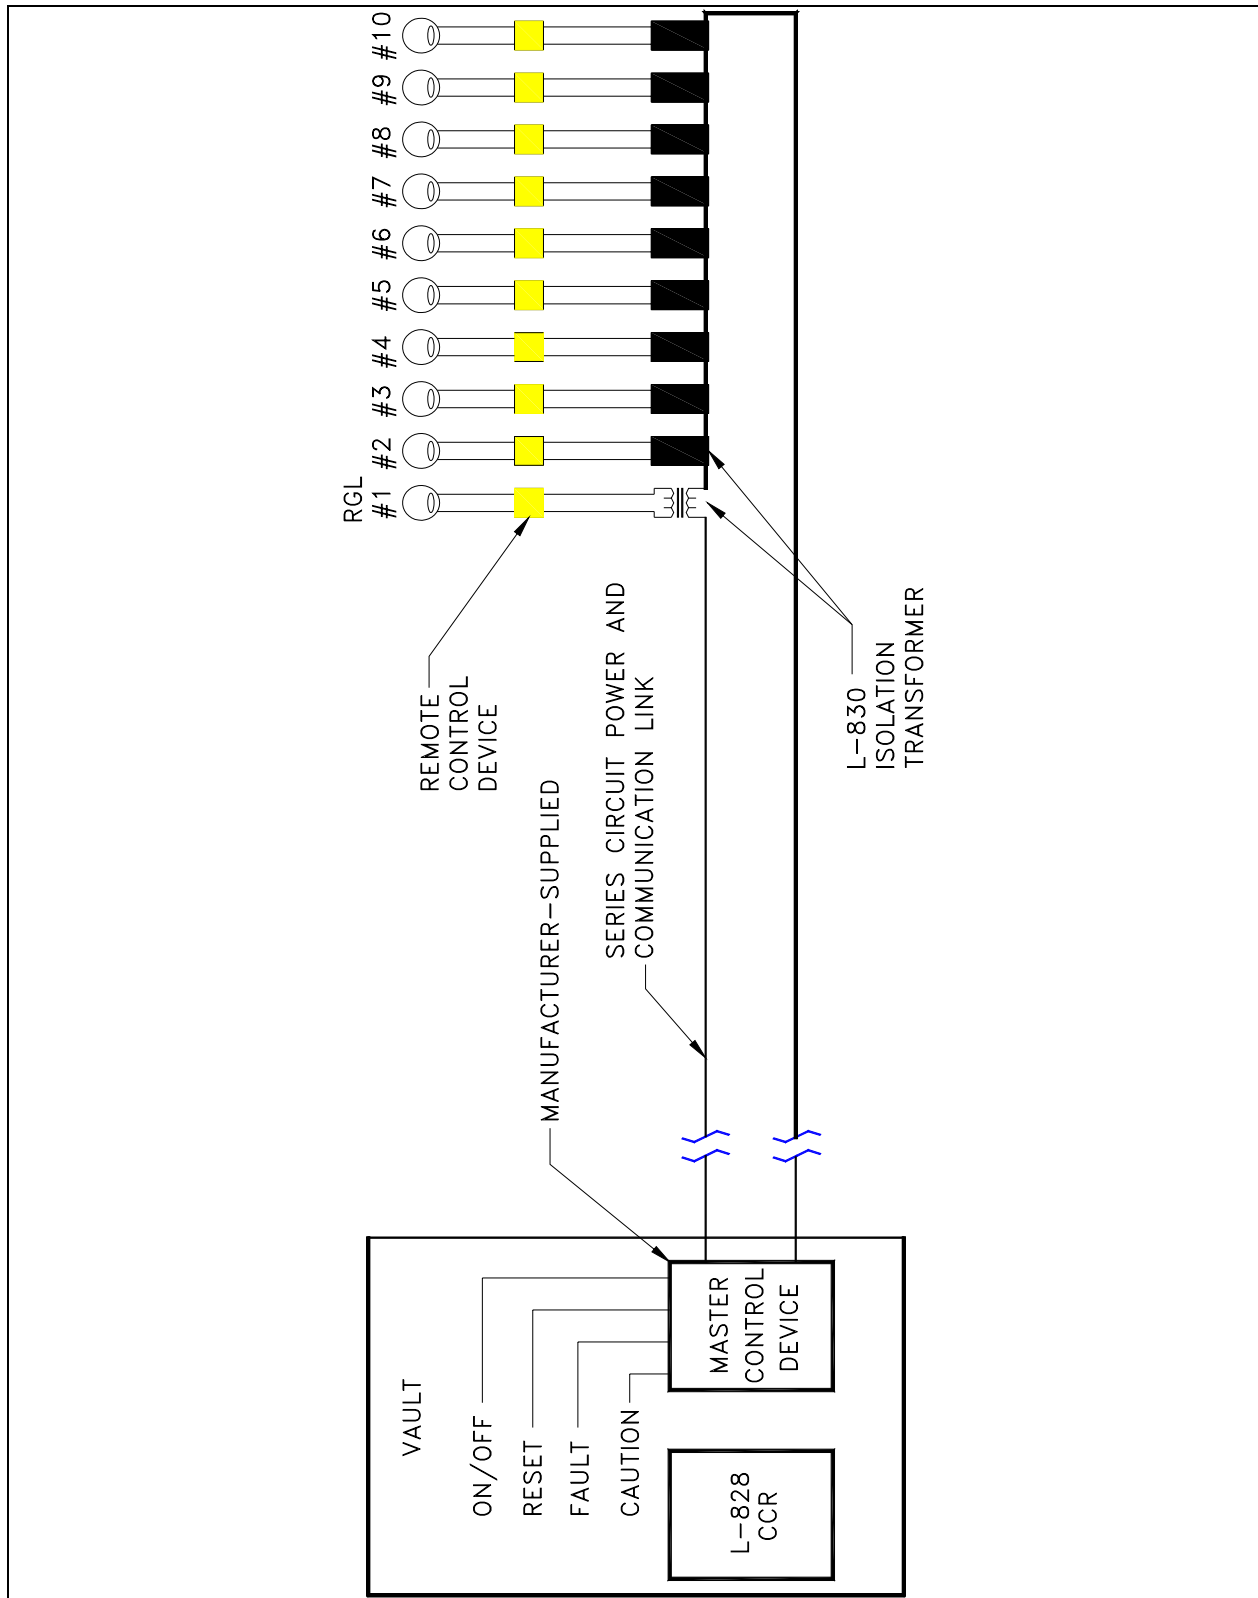 VAULT
ON/OFF
RESET
FAULT
CAUTION
L-828
CCR
MASTER
CONTROL
DEVICE
MANUFACTURER-SUPPLIED
SERIES CIRCUIT POWER AND
COMMUNICATION LINK
REMOTE
CONTROL
DEVICE
L-830
ISOLATION
TRANSFORMER
RGL
#1
#2
#3
#4
#5
#6
#7
#8
#9
#10